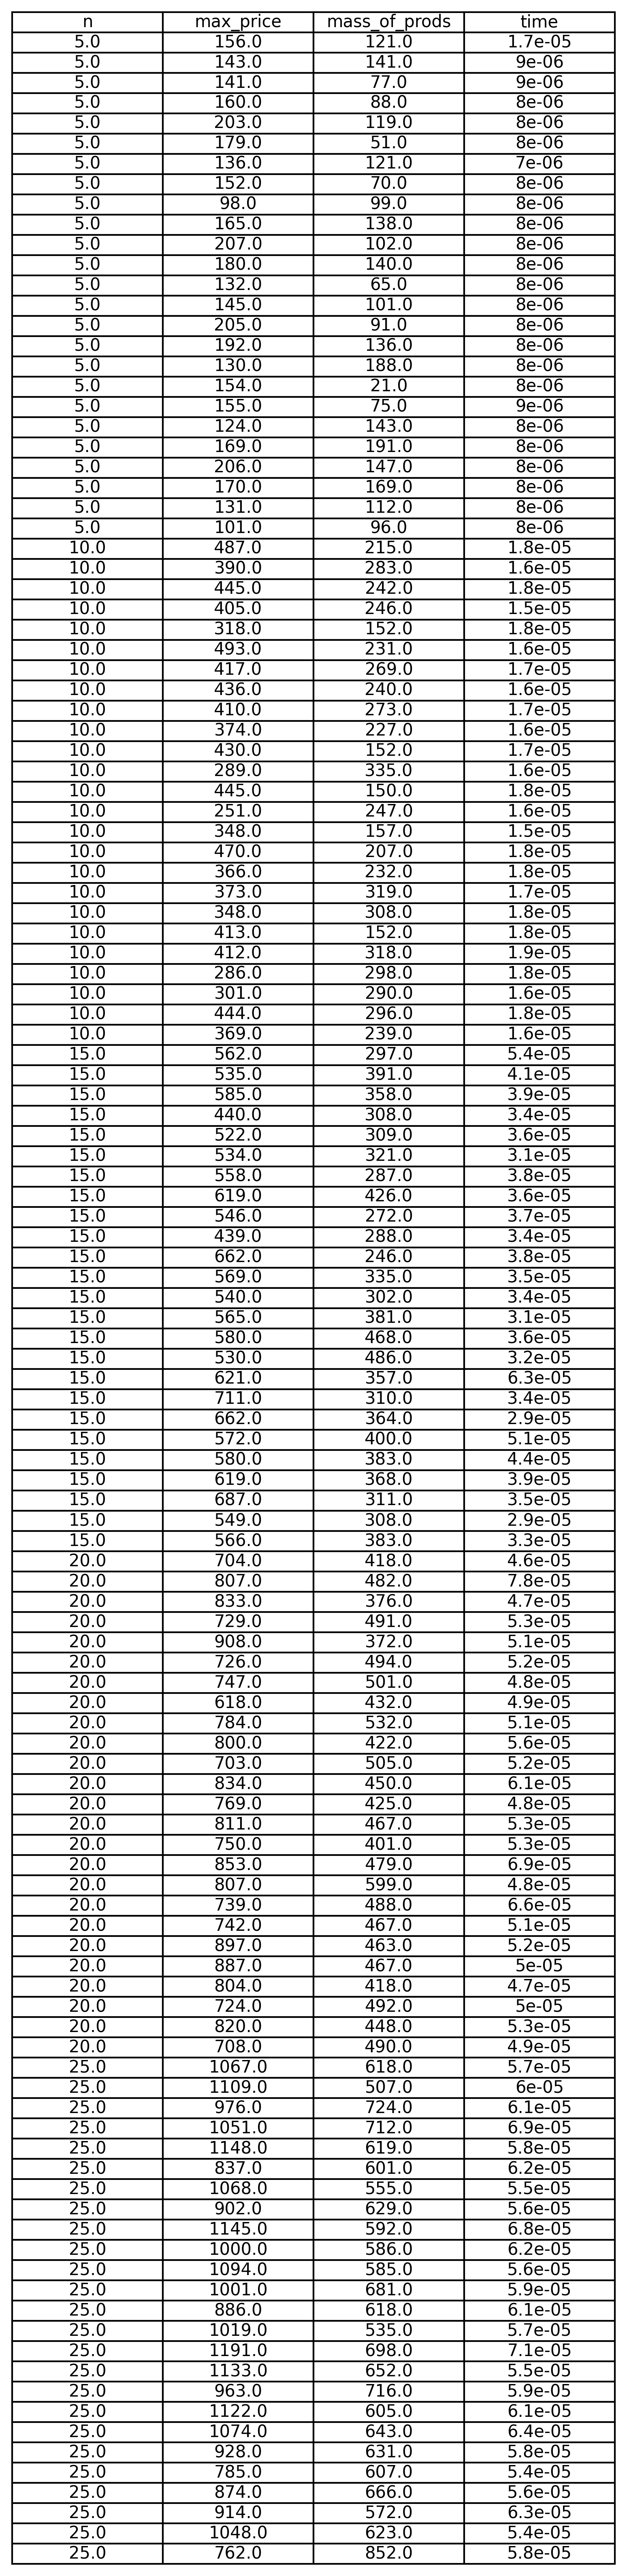 n max_price mass_of_prods time
5.0 156.0 121.0 1.7e-05
5.0 143.0 141.0 9e-06
5.0 141.0 77.0 9e-06
5.0 160.0 88.0 8e-06
5.0 203.0 119.0 8e-06
5.0 179.0 51.0 8e-06
5.0 136.0 121.0 7e-06
5.0 152.0 70.0 8e-06
5.0 98.0 99.0 8e-06
5.0 165.0 138.0 8e-06
5.0 207.0 102.0 8e-06
5.0 180.0 140.0 8e-06
5.0 132.0 65.0 8e-06
5.0 145.0 101.0 8e-06
5.0 205.0 91.0 8e-06
5.0 192.0 136.0 8e-06
5.0 130.0 188.0 8e-06
5.0 154.0 21.0 8e-06
5.0 155.0 75.0 9e-06
5.0 124.0 143.0 8e-06
5.0 169.0 191.0 8e-06
5.0 206.0 147.0 8e-06
5.0 170.0 169.0 8e-06
5.0 131.0 112.0 8e-06
5.0 101.0 96.0 8e-06
10.0 487.0 215.0 1.8e-05
10.0 390.0 283.0 1.6e-05
10.0 445.0 242.0 1.8e-05
10.0 405.0 246.0 1.5e-05
10.0 318.0 152.0 1.8e-05
10.0 493.0 231.0 1.6e-05
10.0 417.0 269.0 1.7e-05
10.0 436.0 240.0 1.6e-05
10.0 410.0 273.0 1.7e-05
10.0 374.0 227.0 1.6e-05
10.0 430.0 152.0 1.7e-05
10.0 289.0 335.0 1.6e-05
10.0 445.0 150.0 1.8e-05
10.0 251.0 247.0 1.6e-05
10.0 348.0 157.0 1.5e-05
10.0 470.0 207.0 1.8e-05
10.0 366.0 232.0 1.8e-05
10.0 373.0 319.0 1.7e-05
10.0 348.0 308.0 1.8e-05
10.0 413.0 152.0 1.8e-05
10.0 412.0 318.0 1.9e-05
10.0 286.0 298.0 1.8e-05
10.0 301.0 290.0 1.6e-05
10.0 444.0 296.0 1.8e-05
10.0 369.0 239.0 1.6e-05
15.0 562.0 297.0 5.4e-05
15.0 535.0 391.0 4.1e-05
15.0 585.0 358.0 3.9e-05
15.0 440.0 308.0 3.4e-05
15.0 522.0 309.0 3.6e-05
15.0 534.0 321.0 3.1e-05
15.0 558.0 287.0 3.8e-05
15.0 619.0 426.0 3.6e-05
15.0 546.0 272.0 3.7e-05
15.0 439.0 288.0 3.4e-05
15.0 662.0 246.0 3.8e-05
15.0 569.0 335.0 3.5e-05
15.0 540.0 302.0 3.4e-05
15.0 565.0 381.0 3.1e-05
15.0 580.0 468.0 3.6e-05
15.0 530.0 486.0 3.2e-05
15.0 621.0 357.0 6.3e-05
15.0 711.0 310.0 3.4e-05
15.0 662.0 364.0 2.9e-05
15.0 572.0 400.0 5.1e-05
15.0 580.0 383.0 4.4e-05
15.0 619.0 368.0 3.9e-05
15.0 687.0 311.0 3.5e-05
15.0 549.0 308.0 2.9e-05
15.0 566.0 383.0 3.3e-05
20.0 704.0 418.0 4.6e-05
20.0 807.0 482.0 7.8e-05
20.0 833.0 376.0 4.7e-05
20.0 729.0 491.0 5.3e-05
20.0 908.0 372.0 5.1e-05
20.0 726.0 494.0 5.2e-05
20.0 747.0 501.0 4.8e-05
20.0 618.0 432.0 4.9e-05
20.0 784.0 532.0 5.1e-05
20.0 800.0 422.0 5.6e-05
20.0 703.0 505.0 5.2e-05
20.0 834.0 450.0 6.1e-05
20.0 769.0 425.0 4.8e-05
20.0 811.0 467.0 5.3e-05
20.0 750.0 401.0 5.3e-05
20.0 853.0 479.0 6.9e-05
20.0 807.0 599.0 4.8e-05
20.0 739.0 488.0 6.6e-05
20.0 742.0 467.0 5.1e-05
20.0 897.0 463.0 5.2e-05
20.0 887.0 467.0 5e-05
20.0 804.0 418.0 4.7e-05
20.0 724.0 492.0 5e-05
20.0 820.0 448.0 5.3e-05
20.0 708.0 490.0 4.9e-05
25.0 1067.0 618.0 5.7e-05
25.0 1109.0 507.0 6e-05
25.0 976.0 724.0 6.1e-05
25.0 1051.0 712.0 6.9e-05
25.0 1148.0 619.0 5.8e-05
25.0 837.0 601.0 6.2e-05
25.0 1068.0 555.0 5.5e-05
25.0 902.0 629.0 5.6e-05
25.0 1145.0 592.0 6.8e-05
25.0 1000.0 586.0 6.2e-05
25.0 1094.0 585.0 5.6e-05
25.0 1001.0 681.0 5.9e-05
25.0 886.0 618.0 6.1e-05
25.0 1019.0 535.0 5.7e-05
25.0 1191.0 698.0 7.1e-05
25.0 1133.0 652.0 5.5e-05
25.0 963.0 716.0 5.9e-05
25.0 1122.0 605.0 6.1e-05
25.0 1074.0 643.0 6.4e-05
25.0 928.0 631.0 5.8e-05
25.0 785.0 607.0 5.4e-05
25.0 874.0 666.0 5.6e-05
25.0 914.0 572.0 6.3e-05
25.0 1048.0 623.0 5.4e-05
25.0 762.0 852.0 5.8e-05